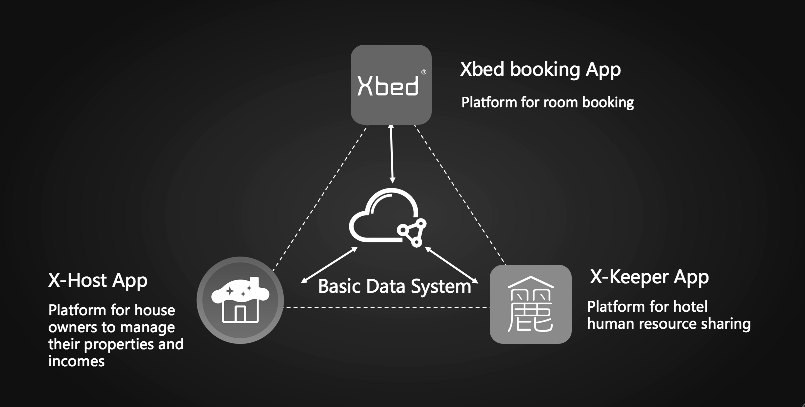 Xbed®
Xbed booking App
Platform for room booking
X-Host App
Platform for house
owners to manage
their properties and
incomes
Basic Data System
X-Keeper App
Platform for hotel
human resource sharing